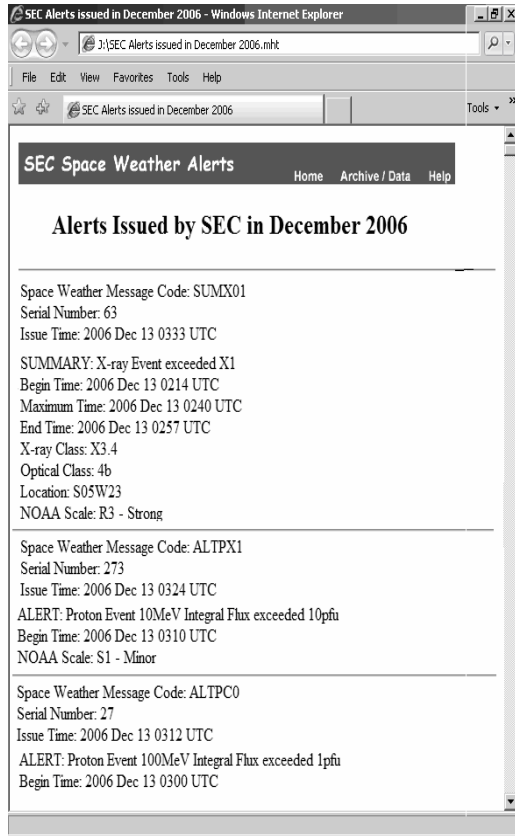 SEC Alerts issued in December 2006 - Windows Internet Explorer
J:\SEC Alerts issued in December 2006.mht
File Edit View Favorites Tools Help
SEC Alerts issued in December 2006
Tools
SEC Space Weather Alerts
Home Archive / Data Help
Alerts Issued by SEC in December 2006
Space Weather Message Code: SUMX01
Serial Number: 63
Issue Time: 2006 Dec 13 0333 UTC
SUMMARY: X-ray Event exceeded X1
Begin Time: 2006 Dec 13 0214 UTC
Maximum Time: 2006 Dec 13 0240 UTC
End Time: 2006 Dec 13 0257 UTC
X-ray Class: X3.4
Optical Class: 4b
Location: S05W23
NOAA Scale: R3 - Strong
Space Weather Message Code: ALTPX1
Serial Number: 273
Issue Time: 2006 Dec 13 0324 UTC
ALERT: Proton Event 10MeV Integral Flux exceeded 10pfu
Begin Time: 2006 Dec 13 0310 UTC
NOAA Scale: S1 - Minor
Space Weather Message Code: ALTPC0
Serial Number: 27
Issue Time: 2006 Dec 13 0312 UTC
ALERT: Proton Event 100MeV Integral Flux exceeded 1pfu
Begin Time: 2006 Dec 13 0300 UTC